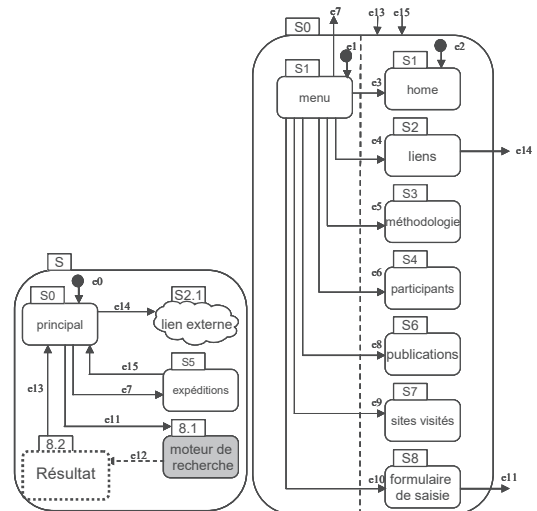 S
e0
S0
principal
e14
S2.1
lien externe
e15
S5
expéditions
e7
e13
e11
8.1
moteur de
recherche
e12
8.2
Résultat
S0
e7
e13
e15
e1
e2
S1
menu
e3
S1
home
e4
S2
liens
e14
e5
S3
méthodologie
e6
S4
participants
e8
S6
publications
e9
S7
sites visités
e10
S8
formulaire
de saisie
e11